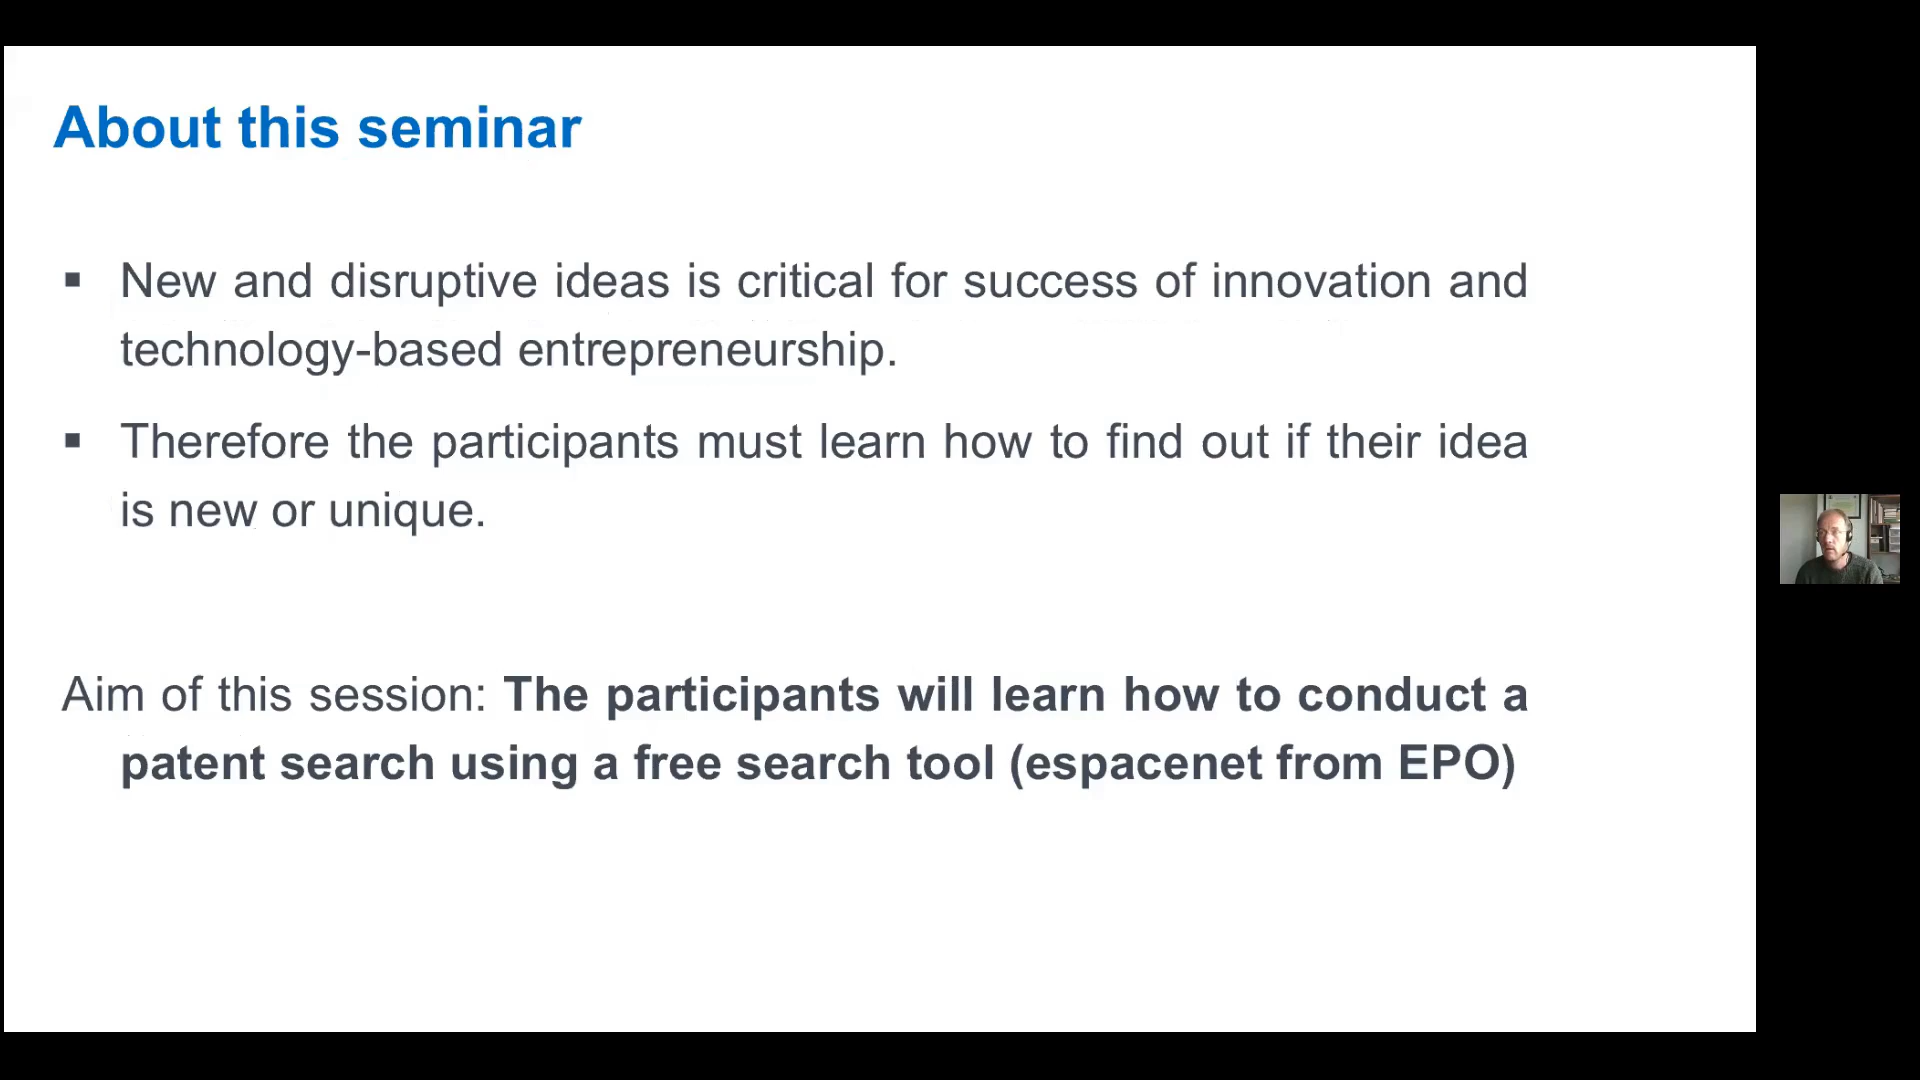 About this seminar
▪ New and disruptive ideas is critical for success of innovation and
technology-based entrepreneurship.
▪ Therefore the participants must learn how to find out if their idea
is new or unique.
Aim of this session: The participants will learn how to conduct a
patent search using a free search tool (espacenet from EPO)